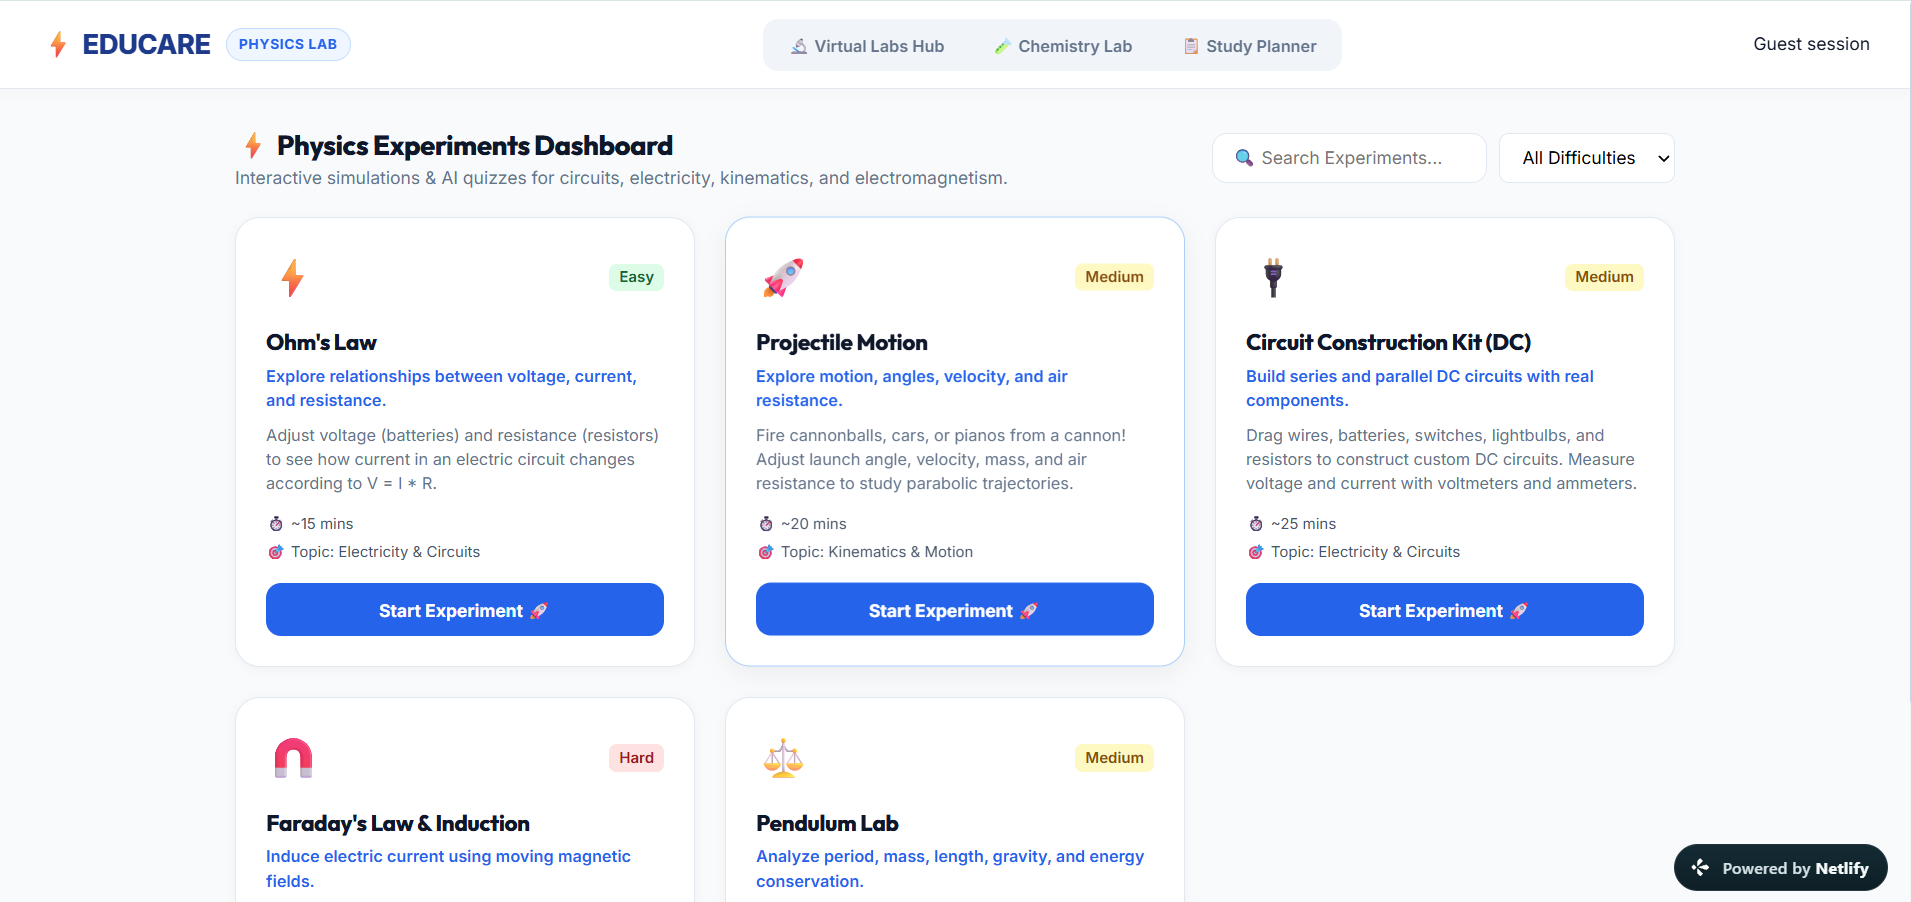 EDUCARE PHYSICS LAB
Virtual Labs Hub
Chemistry Lab
Study Planner
Guest session
Physics Experiments Dashboard
Interactive simulations & AI quizzes for circuits, electricity, kinematics, and electromagnetism.
Search Experiments...
All Difficulties
Easy
Ohm's Law
Explore relationships between voltage, current,
and resistance.
Adjust voltage (batteries) and resistance (resistors)
to see how current in an electric circuit changes
according to V = I * R.
~15 mins
Topic: Electricity & Circuits
Start Experiment
Medium
Projectile Motion
Explore motion, angles, velocity, and air
resistance.
Fire cannonballs, cars, or pianos from a cannon!
Adjust launch angle, velocity, mass, and air
resistance to study parabolic trajectories.
~20 mins
Topic: Kinematics & Motion
Start Experiment
Medium
Circuit Construction Kit (DC)
Build series and parallel DC circuits with real
components.
Drag wires, batteries, switches, lightbulbs, and
resistors to construct custom DC circuits. Measure
voltage and current with voltmeters and ammeters.
~25 mins
Topic: Electricity & Circuits
Start Experiment
Hard
Faraday's Law & Induction
Induce electric current using moving magnetic
fields.
Medium
Pendulum Lab
Analyze period, mass, length, gravity, and energy
conservation.
Powered by Netlify